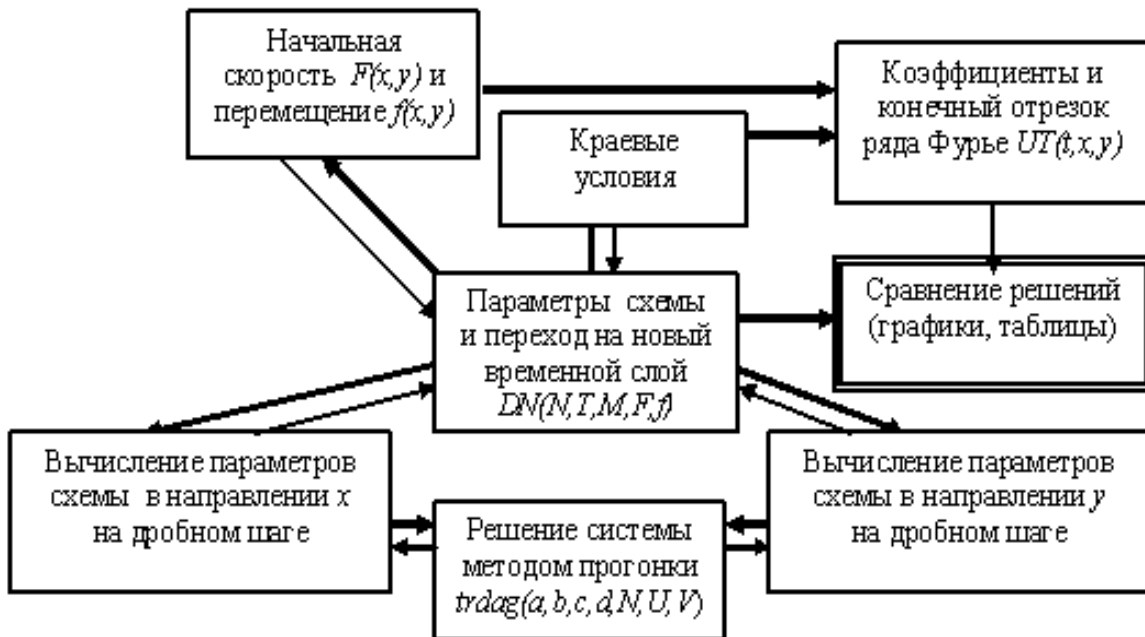 Начальная
скорость F(x,y) и
перемещение f(x,y)
Коэффициенты и
конечный отрезок
ряда Фурье UT(t,x,y)
Краевые
условия
Параметры схемы
и переход на новый
временной слой
DN(N,T,M,F,f)
Сравнение решений
(графики, таблицы)
Вычисление параметров
схемы в направлении x
на дробном шаге
Решение системы
методом прогонки
trdag(a,b,c,d,N,U,V)
Вычисление параметров
схемы в направлении y
на дробном шаге